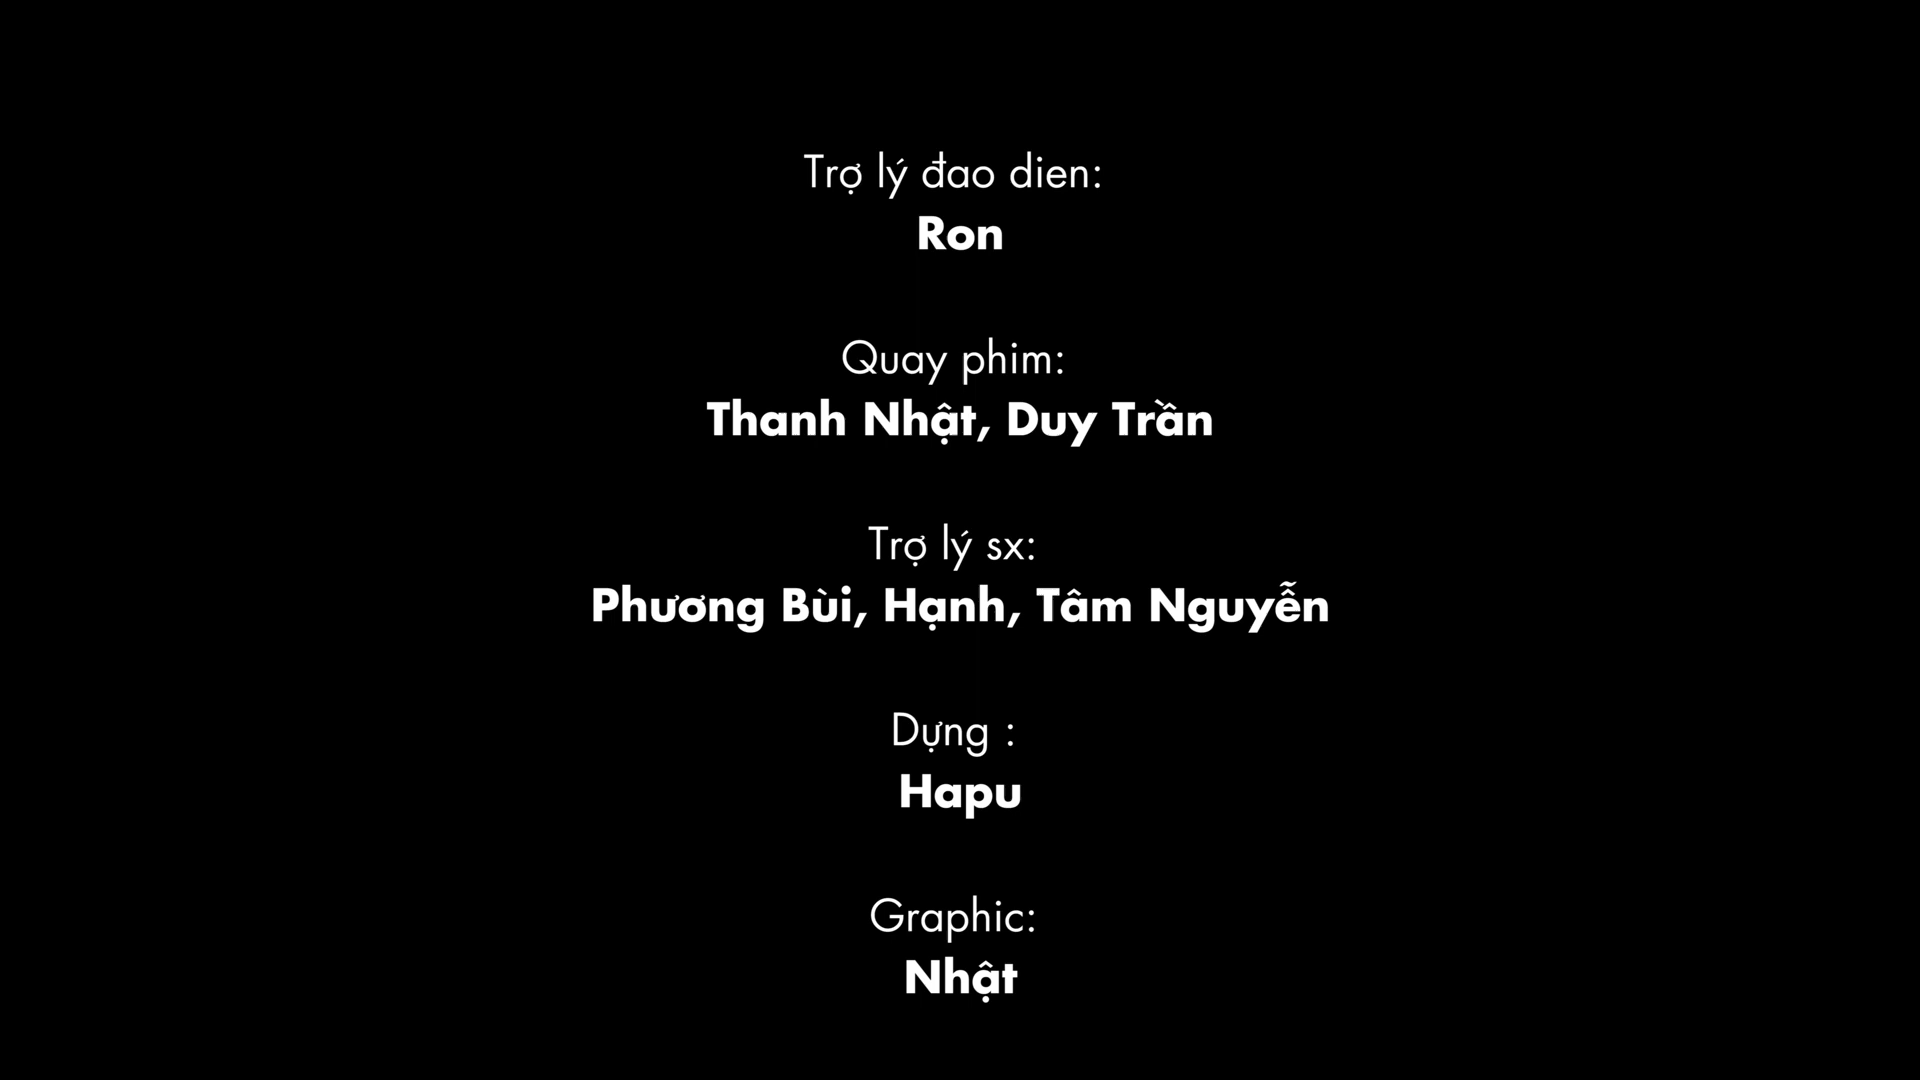 Trợ lý đao dien:
Ron
Quay phim:
Thanh Nhật, Duy Trần
Trợ lý sx:
Phương Bùi, Hạnh, Tâm Nguyễn
Dựng :
Hapu
Graphic:
Nhật